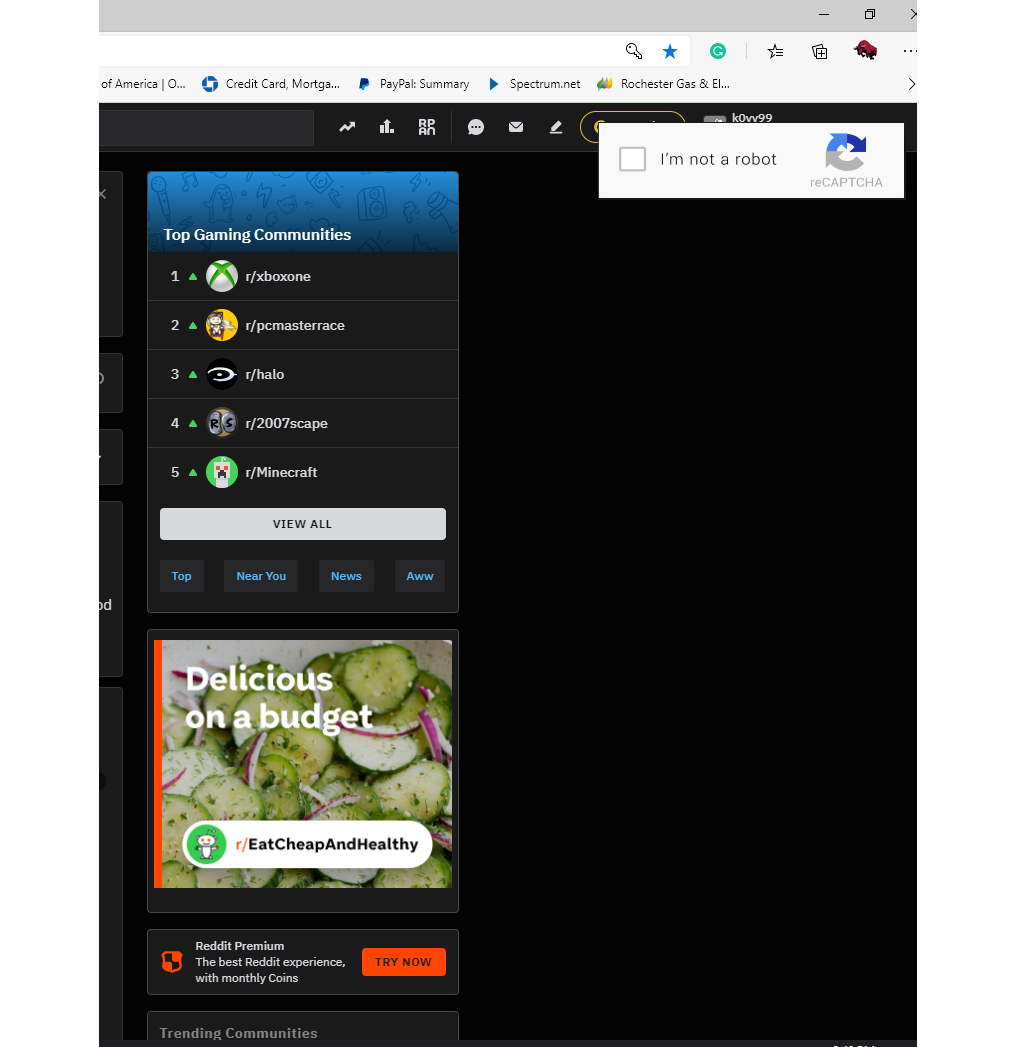 of America | O...
Credit Card, Mortga...
PayPal: Summary
Spectrum.net
Rochester Gas & El...
RPAN
k0vv99
I'm not a robot
reCAPTCHA
Top Gaming Communities
1 r/xboxone
2 r/pcmasterrace
3 r/halo
4 r/2007scape
5 r/Minecraft
VIEW ALL
Top
Near You
News
Aww
od
Delicious
on a budget
r/EatCheapAndHealthy
Reddit Premium
The best Reddit experience,
with monthly Coins
TRY NOW
Trending Communities